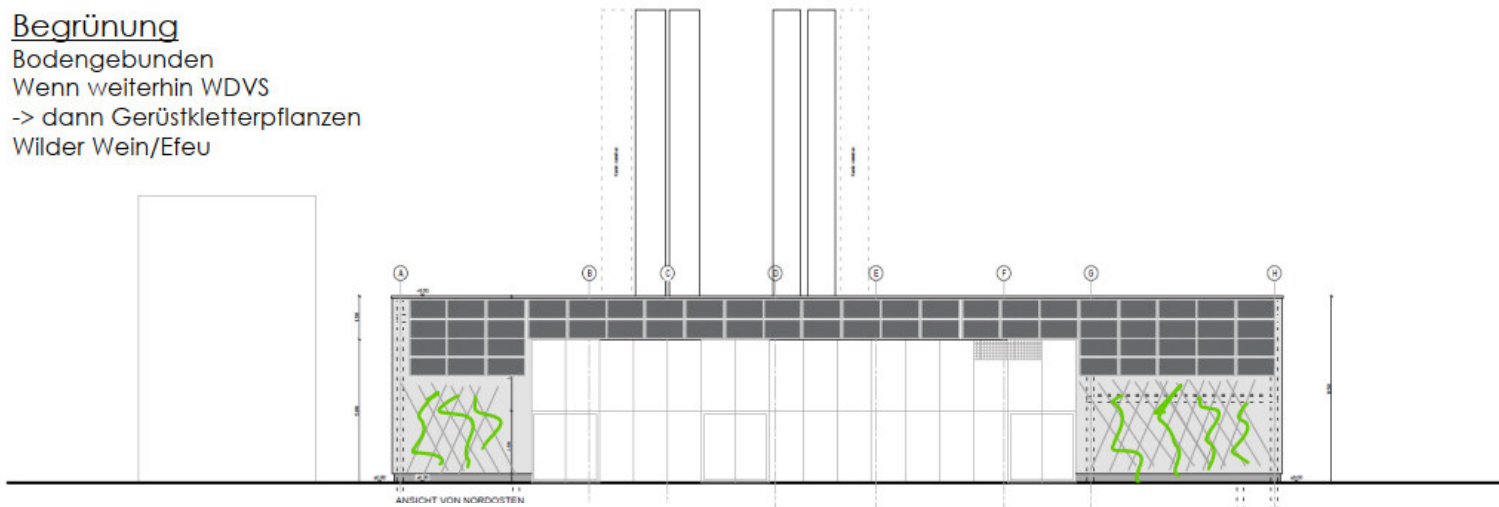 Begrünung
Bodengebunden
Wenn weiterhin WDVS
-> dann Gerüstkletterpflanzen
Wilder Wein/Efeu
A
B
C
D
E
F
G
H
ANSICHT VON NORDOSTEN